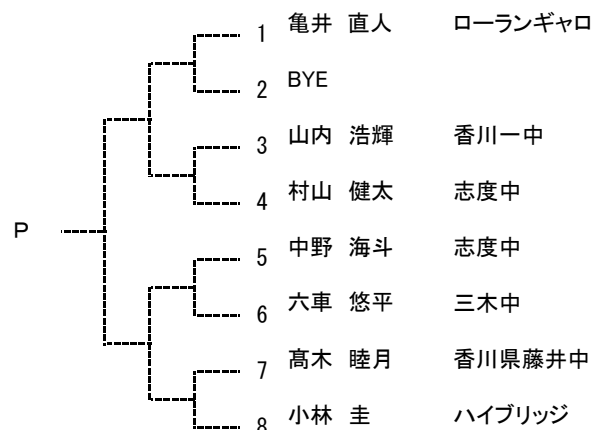 1 亀井 直人 ローランギャロ
2 BYE
3 山内 浩輝 香川一中
4 村山 健太 志度中
P
5 中野 海斗 志度中
6 六車 悠平 三木中
7 髙木 睦月 香川県藤井中
8 小林 圭 ハイブリッジ